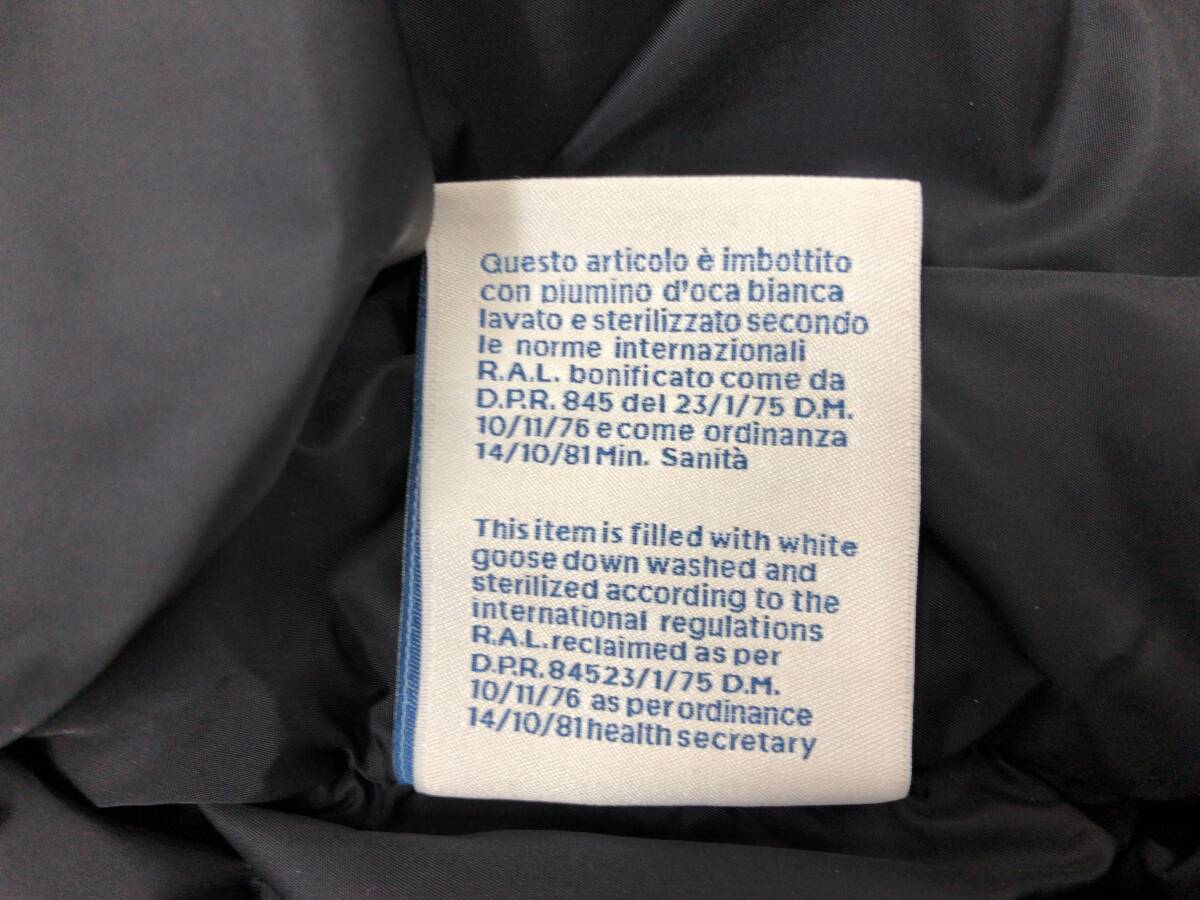 Questo articolo è imbottito
con piumino d'oca bianca
lavato e sterilizzato secondo
le norme internazionali
R.A.L. bonificato come da
D.P.R. 845 del 23/1/75 D.M.
10/11/76 e come ordinanza
14/10/81 Min. Sanità
This item is filled with white
goose down washed and
sterilized according to the
international regulations
R.A.L. reclaimed as per
D.P.R. 845 23/1/75 D.M.
10/11/76 as per ordinance
14/10/81 health secretary